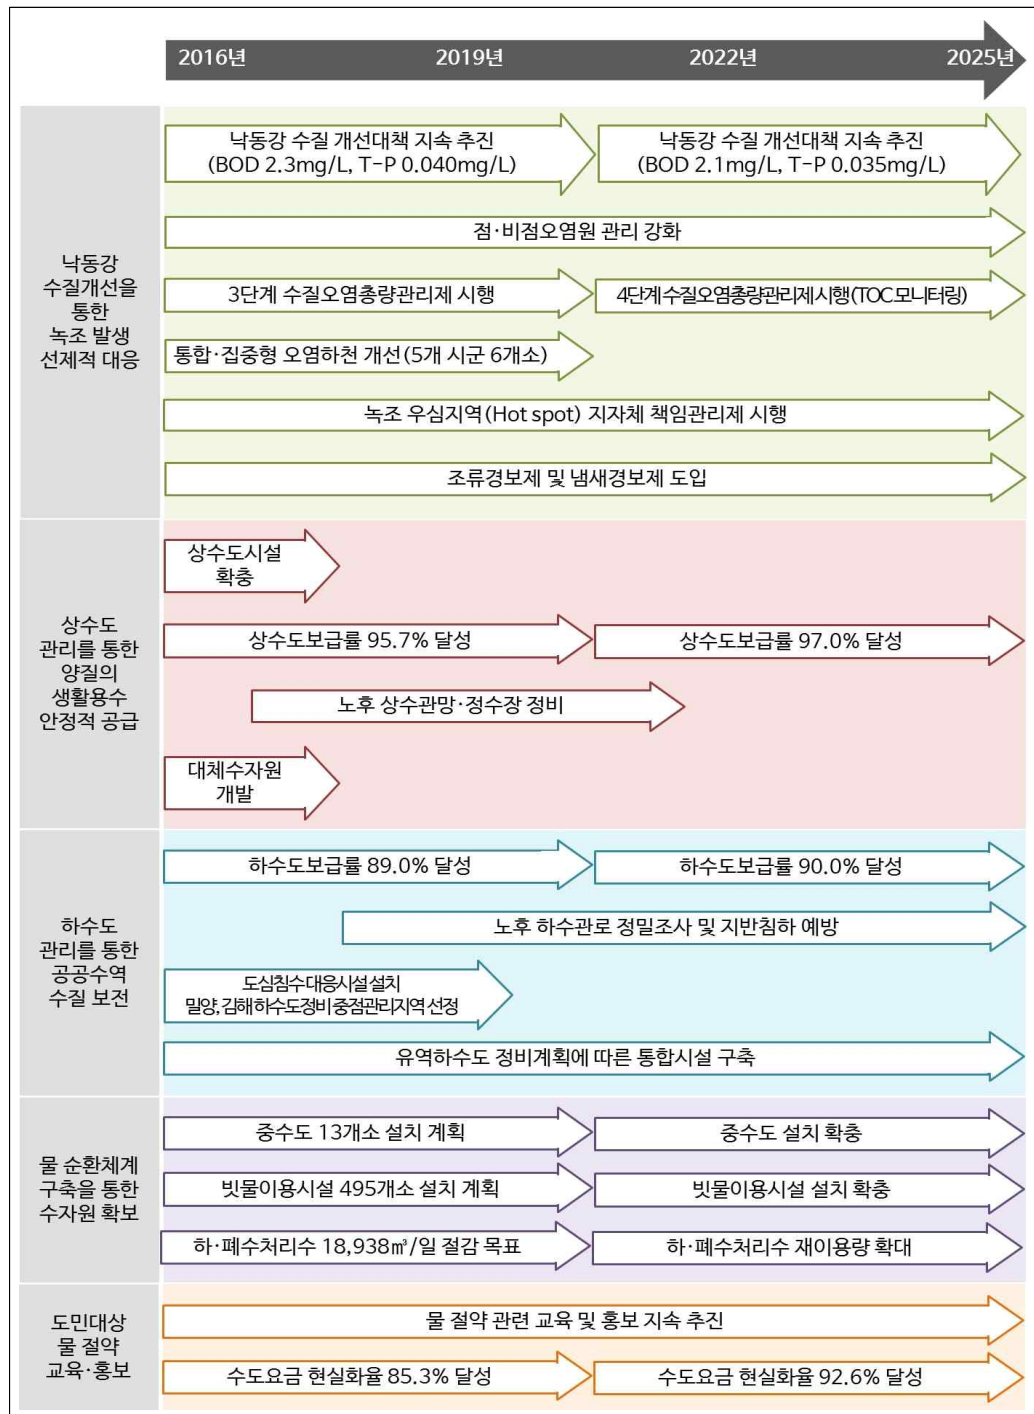 2016년 2019년 2022년 2025년
낙동강
수질개선을
통한
녹조 발생
선제적 대응
낙동강 수질 개선대책 지속 추진
(BOD 2.3mg/L, T-P 0.040mg/L)
낙동강 수질 개선대책 지속 추진
(BOD 2.1mg/L, T-P 0.035mg/L)
점·비점오염원 관리 강화
3단계 수질오염총량관리제 시행
4단계 수질오염총량관리제 시행(TOC 모니터링)
통합·집중형 오염하천 개선(5개 시군 6개소)
녹조 우심지역(Hot spot) 지자체 책임관리제 시행
조류경보제 및 냄새경보제 도입
상수도
관리를 통한
양질의
생활용수
안정적 공급
상수도시설
확충
상수도보급률 95.7% 달성
상수도보급률 97.0% 달성
노후 상수관망·정수장 정비
대체수자원
개발
하수도
관리를 통한
공공수역
수질 보전
하수도보급률 89.0% 달성
하수도보급률 90.0% 달성
노후 하수관로 정밀조사 및 지반침하 예방
도심침수 대응시설 설치
밀양, 김해 하수도정비 중점관리지역 선정
유역하수도 정비계획에 따른 통합시설 구축
물 순환체계
구축을 통한
수자원 확보
중수도 13개소 설치 계획
중수도 설치 확충
빗물이용시설 495개소 설치 계획
빗물이용시설 설치 확충
하·폐수처리수 18,938㎥/일 절감 목표
하·폐수처리수 재이용량 확대
도민대상
물 절약
교육·홍보
물 절약 관련 교육 및 홍보 지속 추진
수도요금 현실화율 85.3% 달성
수도요금 현실화율 92.6% 달성